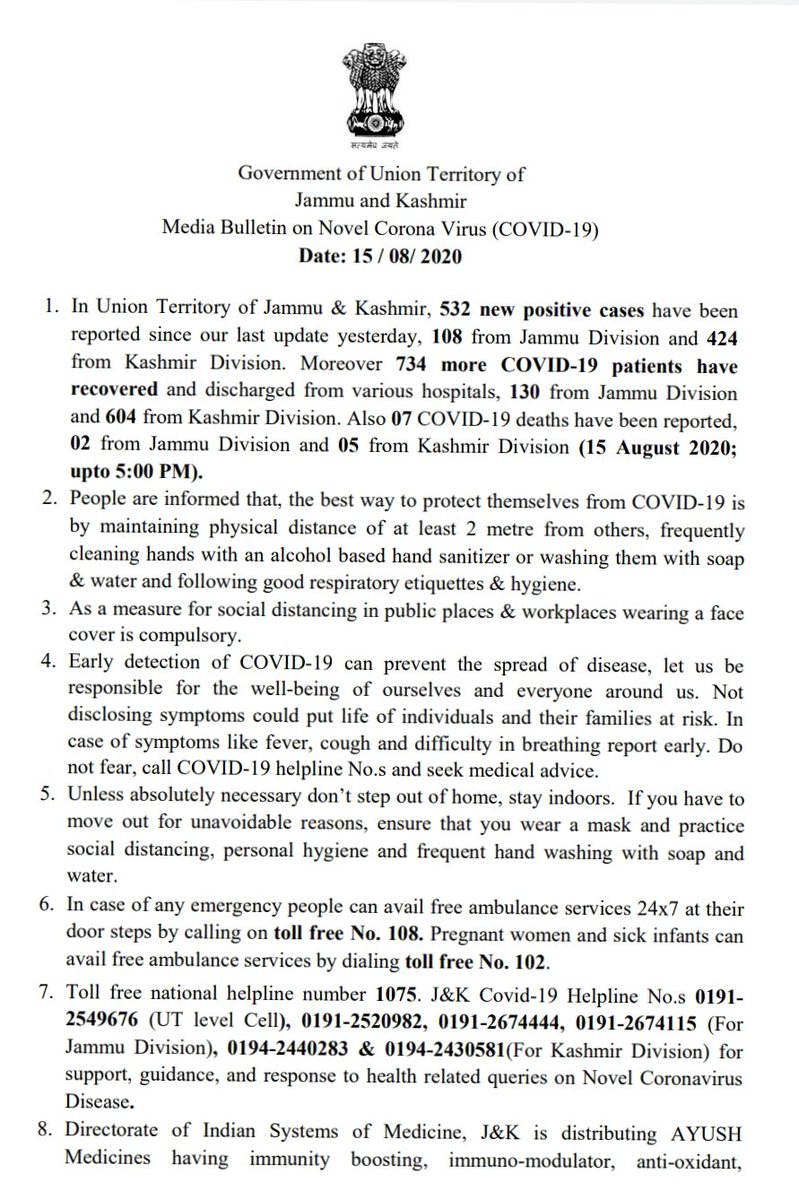 सत्यमेव जयते
Government of Union Territory of
Jammu and Kashmir
Media Bulletin on Novel Corona Virus (COVID-19)
Date: 15 / 08/ 2020
1. In Union Territory of Jammu & Kashmir, 532 new positive cases have been
reported since our last update yesterday, 108 from Jammu Division and 424
from Kashmir Division. Moreover 734 more COVID-19 patients have
recovered and discharged from various hospitals, 130 from Jammu Division
and 604 from Kashmir Division. Also 07 COVID-19 deaths have been reported,
02 from Jammu Division and 05 from Kashmir Division (15 August 2020;
upto 5:00 PM).
2. People are informed that, the best way to protect themselves from COVID-19 is
by maintaining physical distance of at least 2 metre from others, frequently
cleaning hands with an alcohol based hand sanitizer or washing them with soap
& water and following good respiratory etiquettes & hygiene.
3. As a measure for social distancing in public places & workplaces wearing a face
cover is compulsory.
4. Early detection of COVID-19 can prevent the spread of disease, let us be
responsible for the well-being of ourselves and everyone around us. Not
disclosing symptoms could put life of individuals and their families at risk. In
case of symptoms like fever, cough and difficulty in breathing report early. Do
not fear, call COVID-19 helpline No.s and seek medical advice.
5. Unless absolutely necessary don’t step out of home, stay indoors. If you have to
move out for unavoidable reasons, ensure that you wear a mask and practice
social distancing, personal hygiene and frequent hand washing with soap and
water.
6. In case of any emergency people can avail free ambulance services 24x7 at their
door steps by calling on toll free No. 108. Pregnant women and sick infants can
avail free ambulance services by dialing toll free No. 102.
7. Toll free national helpline number 1075. J&K Covid-19 Helpline No.s 0191-
2549676 (UT level Cell), 0191-2520982, 0191-2674444, 0191-2674115 (For
Jammu Division), 0194-2440283 & 0194-2430581(For Kashmir Division) for
support, guidance, and response to health related queries on Novel Coronavirus
Disease.
8. Directorate of Indian Systems of Medicine, J&K is distributing AYUSH
Medicines having immunity boosting, immuno-modulator, anti-oxidant,